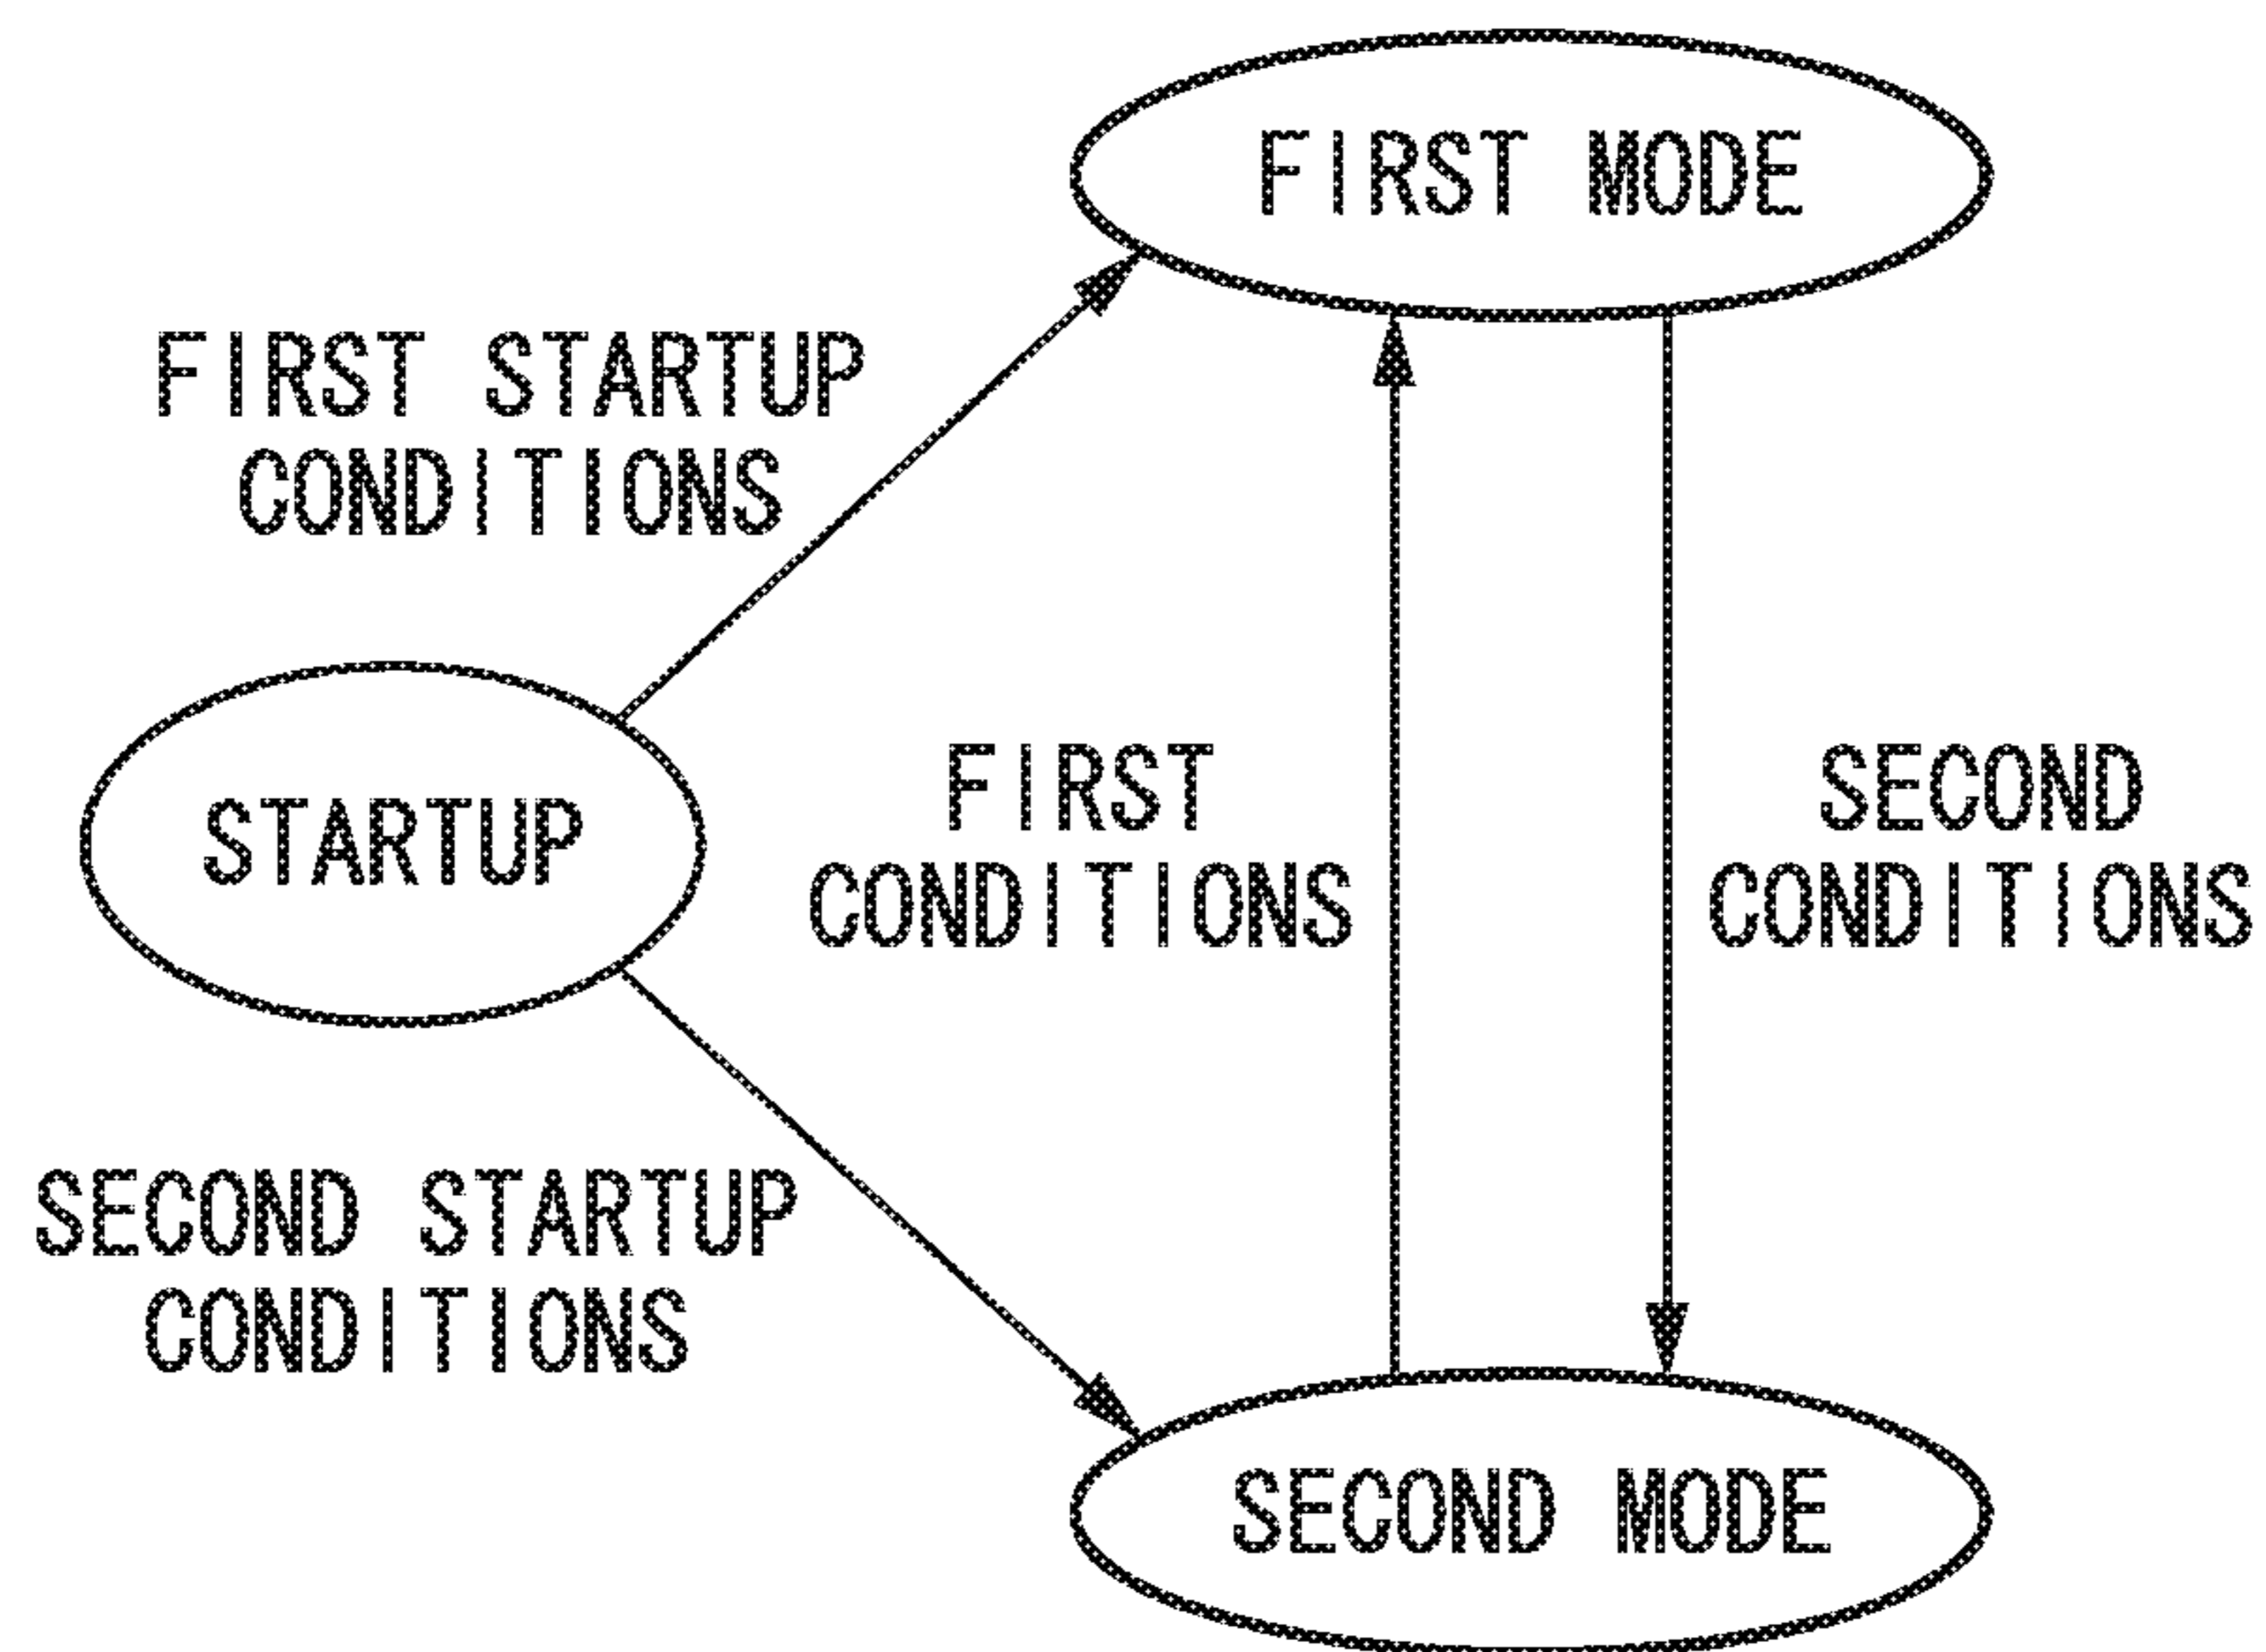 FIRST MODE
FIRST STARTUP
CONDITIONS
STARTUP
FIRST
CONDITIONS
SECOND
CONDITIONS
SECOND STARTUP
CONDITIONS
SECOND MODE